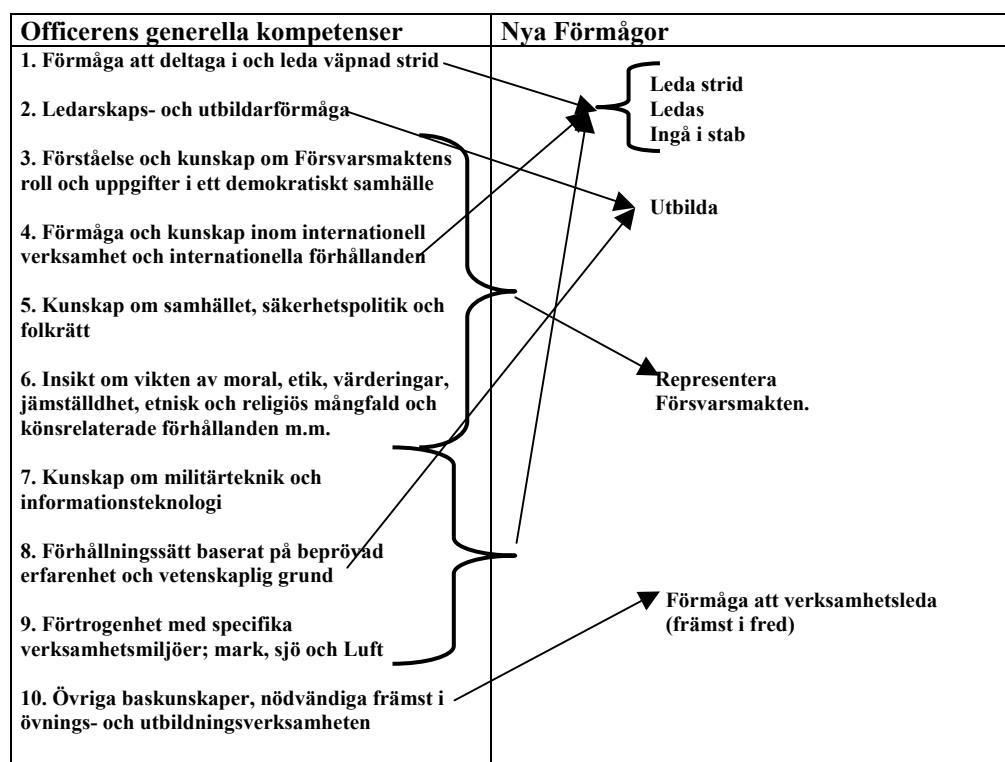 Officerens generella kompetenser
Nya Förmågor
1. Förmåga att deltaga i och leda väpnad strid
2. Ledarskaps- och utbildarförmåga
3. Förståelse och kunskap om Försvarsmaktens
roll och uppgifter i ett demokratiskt samhälle
4. Förmåga och kunskap inom internationell
verksamhet och internationella förhållanden
5. Kunskap om samhället, säkerhetspolitik och
folkrätt
6. Insikt om vikten av moral, etik, värderingar,
jämställdhet, etnisk och religiös mångfald och
könsrelaterade förhållanden m.m.
7. Kunskap om militärteknik och
informationsteknologi
8. Förhållningssätt baserat på beprövad
erfarenhet och vetenskaplig grund
9. Förtrogenhet med specifika
verksamhetsmiljöer; mark, sjö och Luft
10. Övriga baskunskaper, nödvändiga främst i
övnings- och utbildningsverksamheten
Leda strid
Ledas
Ingå i stab
Utbilda
Representera
Försvarsmakten.
Förmåga att verksamhetsleda
(främst i fred)